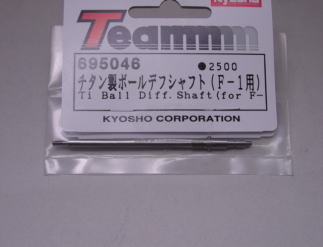 Kyosho
Teammm
695046 ●2500
チタン製ボールデフシャフト(F-1用)
Ti Ball Diff.Shaft(for F-
KYOSHO CORPORATION